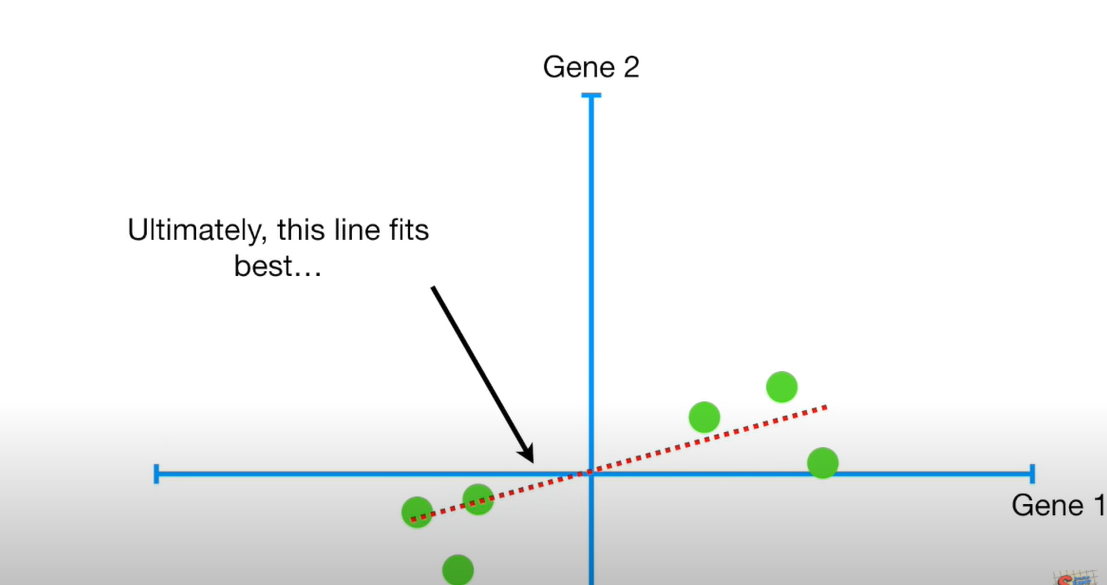 Gene 2
Ultimately, this line fits
best...
Gene 1